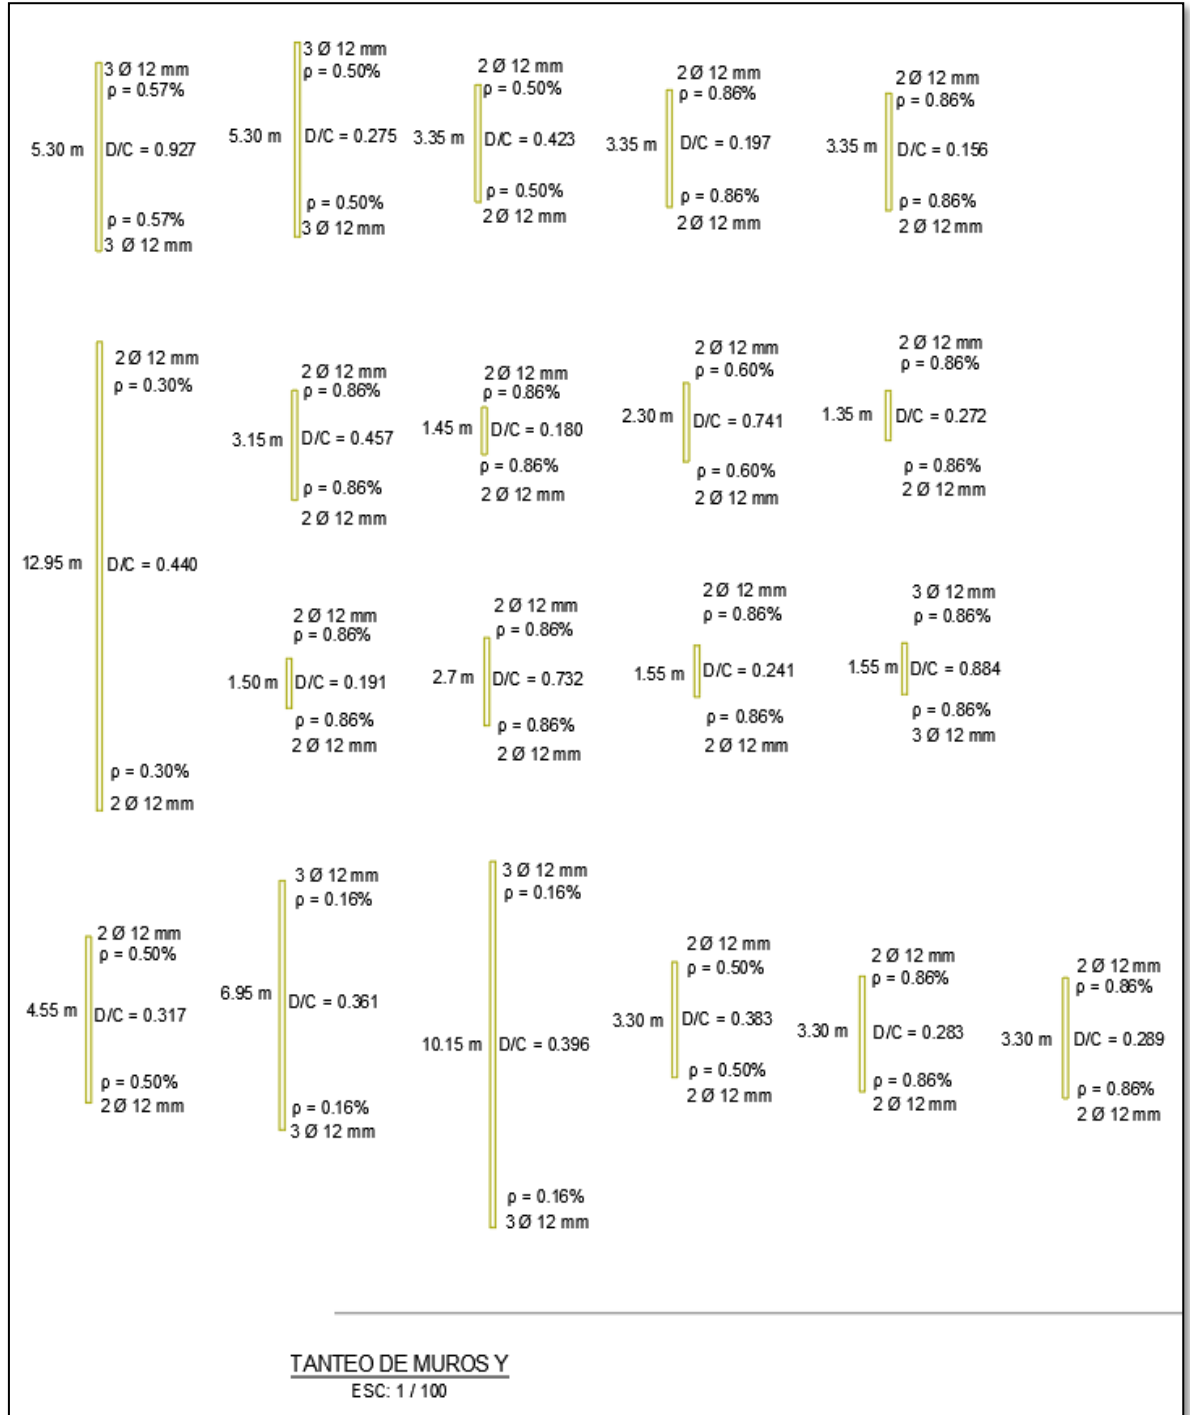 3 Ø 12 mm
ρ = 0.57%
5.30 m
D/C = 0.927
ρ = 0.57%
3 Ø 12 mm
3 Ø 12 mm
ρ = 0.50%
5.30 m
D/C = 0.275
ρ = 0.50%
3 Ø 12 mm
2 Ø 12 mm
ρ = 0.50%
3.35 m
D/C = 0.423
ρ = 0.50%
2 Ø 12 mm
2 Ø 12 mm
ρ = 0.86%
3.35 m
D/C = 0.197
ρ = 0.86%
2 Ø 12 mm
2 Ø 12 mm
ρ = 0.86%
3.35 m
D/C = 0.156
ρ = 0.86%
2 Ø 12 mm
2 Ø 12 mm
ρ = 0.30%
12.95 m
D/C = 0.440
ρ = 0.30%
2 Ø 12 mm
2 Ø 12 mm
ρ = 0.86%
3.15 m
D/C = 0.457
ρ = 0.86%
2 Ø 12 mm
2 Ø 12 mm
ρ = 0.86%
1.45 m
D/C = 0.180
ρ = 0.86%
2 Ø 12 mm
2 Ø 12 mm
ρ = 0.60%
2.30 m
D/C = 0.741
ρ = 0.60%
2 Ø 12 mm
2 Ø 12 mm
ρ = 0.86%
1.35 m
D/C = 0.272
ρ = 0.86%
2 Ø 12 mm
2 Ø 12 mm
ρ = 0.86%
1.50 m
D/C = 0.191
ρ = 0.86%
2 Ø 12 mm
2 Ø 12 mm
ρ = 0.86%
2.7 m
D/C = 0.732
ρ = 0.86%
2 Ø 12 mm
2 Ø 12 mm
ρ = 0.86%
1.55 m
D/C = 0.241
ρ = 0.86%
2 Ø 12 mm
3 Ø 12 mm
ρ = 0.86%
1.55 m
D/C = 0.884
ρ = 0.86%
3 Ø 12 mm
2 Ø 12 mm
ρ = 0.50%
4.55 m
D/C = 0.317
ρ = 0.50%
2 Ø 12 mm
3 Ø 12 mm
ρ = 0.16%
6.95 m
D/C = 0.361
ρ = 0.16%
3 Ø 12 mm
3 Ø 12 mm
ρ = 0.16%
10.15 m
D/C = 0.396
ρ = 0.16%
3 Ø 12 mm
2 Ø 12 mm
ρ = 0.50%
3.30 m
D/C = 0.383
ρ = 0.50%
2 Ø 12 mm
2 Ø 12 mm
ρ = 0.86%
3.30 m
D/C = 0.283
ρ = 0.86%
2 Ø 12 mm
2 Ø 12 mm
ρ = 0.86%
3.30 m
D/C = 0.289
ρ = 0.86%
2 Ø 12 mm
TANTEO DE MUROS Y
ESC: 1 / 100